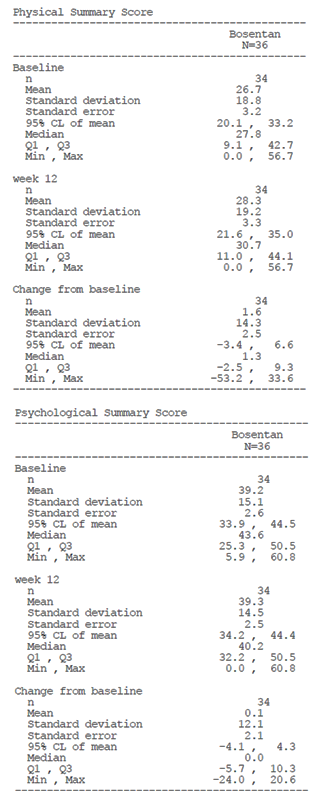 Physical Summary Score
Bosentan
N=36
Baseline
n 34
Mean 26.7
Standard deviation 18.8
Standard error 3.2
95% CL of mean 20.1 , 33.2
Median 27.8
Q1 , Q3 9.1 , 42.7
Min , Max 0.0 , 56.7
week 12
n 34
Mean 28.3
Standard deviation 19.2
Standard error 3.3
95% CL of mean 21.6 , 35.0
Median 30.7
Q1 , Q3 11.0 , 44.1
Min , Max 0.0 , 56.7
Change from baseline
n 34
Mean 1.6
Standard deviation 14.3
Standard error 2.5
95% CL of mean -3.4 , 6.6
Median 1.3
Q1 , Q3 -2.5 , 9.3
Min , Max -53.2 , 33.6
Psychological Summary Score
Bosentan
N=36
Baseline
n 34
Mean 39.2
Standard deviation 15.1
Standard error 2.6
95% CL of mean 33.9 , 44.5
Median 43.6
Q1 , Q3 25.3 , 50.5
Min , Max 5.9 , 60.8
week 12
n 34
Mean 39.3
Standard deviation 14.5
Standard error 2.5
95% CL of mean 34.2 , 44.4
Median 40.2
Q1 , Q3 32.2 , 50.5
Min , Max 0.0 , 60.8
Change from baseline
n 34
Mean 0.1
Standard deviation 12.1
Standard error 2.1
95% CL of mean -4.1 , 4.3
Median 0.0
Q1 , Q3 -5.7 , 10.3
Min , Max -24.0 , 20.6